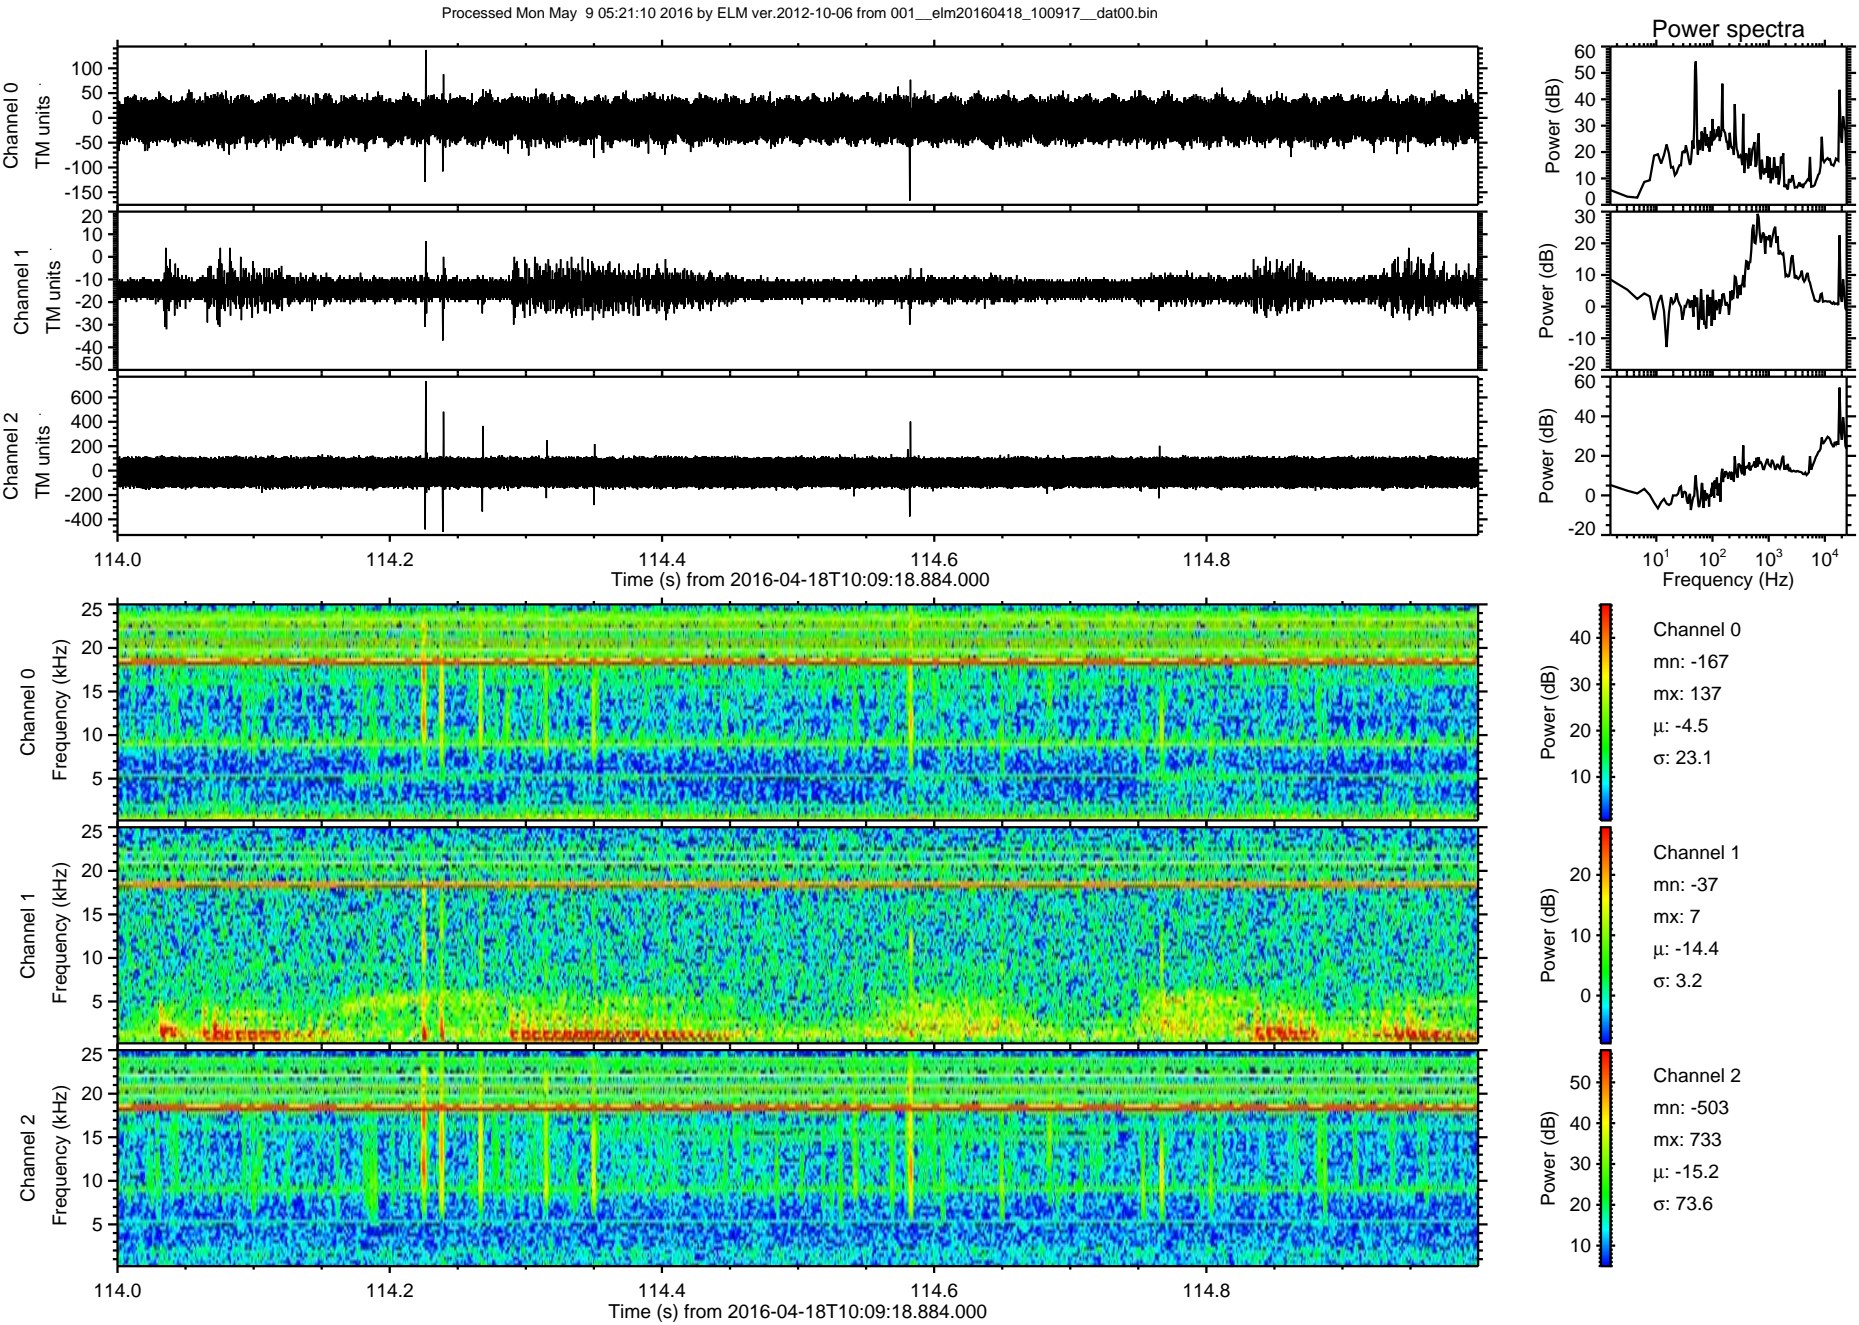 Processed Mon May  9 05:21:10 2016 by ELM ver.2012-10-06 from 001__elm20160418_100917__dat00.bin
Power spectra
Channel 0
TM units
100
50
0
-50
-100
-150
Power (dB)
60
50
40
30
20
10
0
Channel 1
TM units
20
10
0
-10
-20
-30
-40
-50
Power (dB)
30
20
10
0
-10
-20
Channel 2
TM units
600
400
200
0
-200
-400
Power (dB)
60
40
20
0
-20
114.0 114.2 114.4 114.6 114.8
Time (s) from 2016-04-18T10:09:18.884.000
10¹ 10² 10³ 10⁴
Frequency (Hz)
Channel 0
Frequency (kHz)
25
20
15
10
5
Power (dB)
40
30
20
10
Channel 0
mn: -167
mx: 137
μ: -4.5
σ: 23.1
Channel 1
Frequency (kHz)
25
20
15
10
5
Power (dB)
20
10
0
Channel 1
mn: -37
mx: 7
μ: -14.4
σ: 3.2
Channel 2
Frequency (kHz)
25
20
15
10
5
Power (dB)
50
40
30
20
10
Channel 2
mn: -503
mx: 733
μ: -15.2
σ: 73.6
114.0 114.2 114.4 114.6 114.8
Time (s) from 2016-04-18T10:09:18.884.000